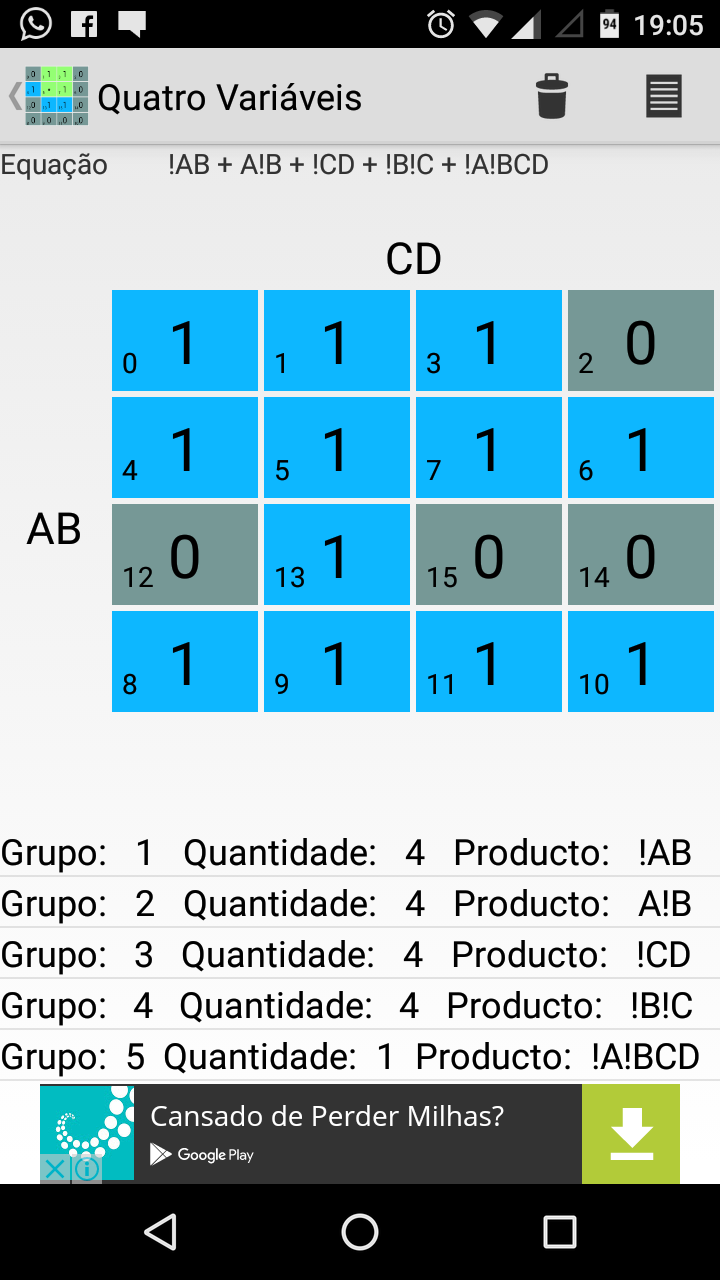 94 19:05
Quatro Variáveis
Equação !AB + A!B + !CD + !B!C + !A!BCD
CD
0 1 1 1 3 1 2 0
4 1 5 1 7 1 6 1
AB
12 0 13 1 15 0 14 0
8 1 9 1 11 1 10 1
Grupo: 1 Quantidade: 4 Producto: !AB
Grupo: 2 Quantidade: 4 Producto: A!B
Grupo: 3 Quantidade: 4 Producto: !CD
Grupo: 4 Quantidade: 4 Producto: !B!C
Grupo: 5 Quantidade: 1 Producto: !A!BCD
Cansado de Perder Milhas?
Google Play